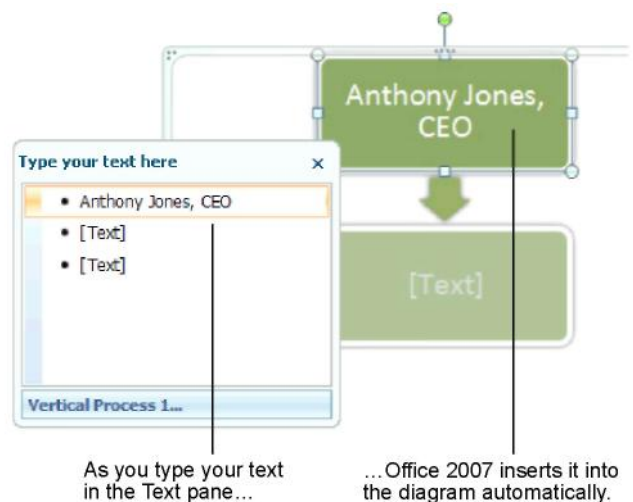 Anthony Jones,
CEO
Type your text here ×
• Anthony Jones, CEO
• [Text]
• [Text]
[Text]
Vertical Process 1...
As you type your text
in the Text pane...
...Office 2007 inserts it into
the diagram automatically.